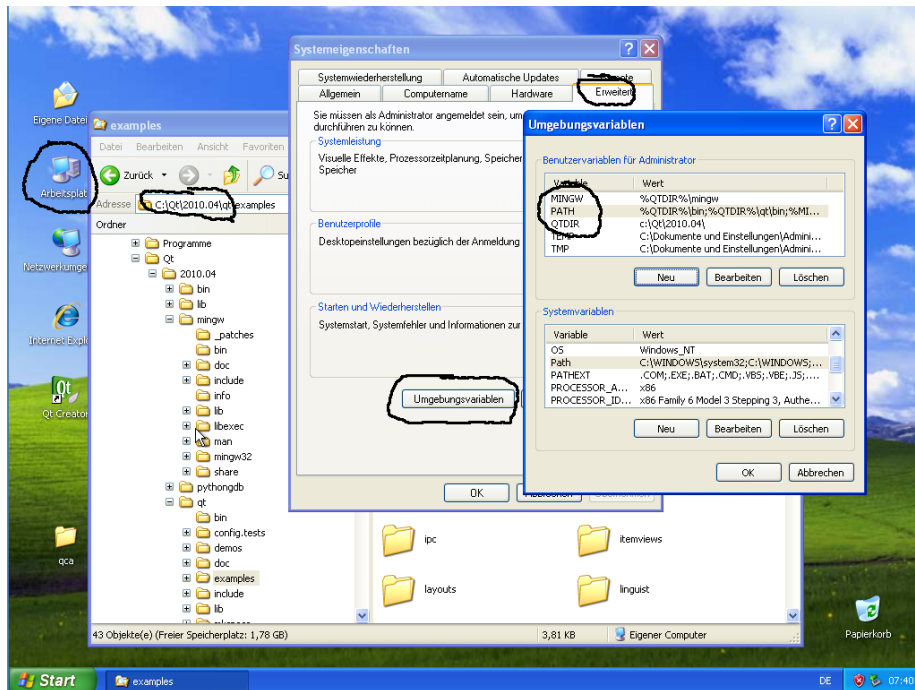 Eigene Datei
Arbeitsplat
Netzwerkumge
Internet Explo
Qt Creator
qca
Papierkorb
examples
Datei Bearbeiten Ansicht Favoriten
Zurück Su
Adresse C:\Qt\2010.04\qt\examples
Ordner
Programme
Qt
2010.04
bin
lib
mingw
_patches
bin
doc
include
info
lib
libexec
man
mingw32
share
pythongdb
qt
bin
config.tests
demos
doc
examples
include
lib
mkspecs
ipc itemviews
layouts linguist
43 Objekte(e) (Freier Speicherplatz: 1,78 GB) 3,81 KB Eigener Computer
Systemeigenschaften
Systemwiederherstellung Automatische Updates Remote
Allgemein Computername Hardware Erweitert
Sie müssen als Administrator angemeldet sein, um
durchführen zu können.
Systemleistung
Visuelle Effekte, Prozessorzeitplanung, Speicher
Speicher
Benutzerprofile
Desktopeinstellungen bezüglich der Anmeldung
Starten und Wiederherstellen
Systemstart, Systemfehler und Informationen zur
Umgebungsvariablen
OK Abbrechen Übernehmen
Umgebungsvariablen
Benutzervariablen für Administrator
Variable Wert
MINGW %QTDIR%\mingw
PATH %QTDIR%\bin;%QTDIR%\qt\bin;%MI...
QTDIR c:\Qt\2010.04\
TEMP C:\Dokumente und Einstellungen\Admini...
TMP C:\Dokumente und Einstellungen\Admini...
Neu Bearbeiten Löschen
Systemvariablen
Variable Wert
OS Windows_NT
Path C:\WINDOWS\system32;C:\WINDOWS;...
PATHEXT .COM;.EXE;.BAT;.CMD;.VBS;.VBE;.JS;....
PROCESSOR_A... x86
PROCESSOR_ID... x86 Family 6 Model 3 Stepping 3, Authe...
Neu Bearbeiten Löschen
OK Abbrechen
Start examples DE 07:40